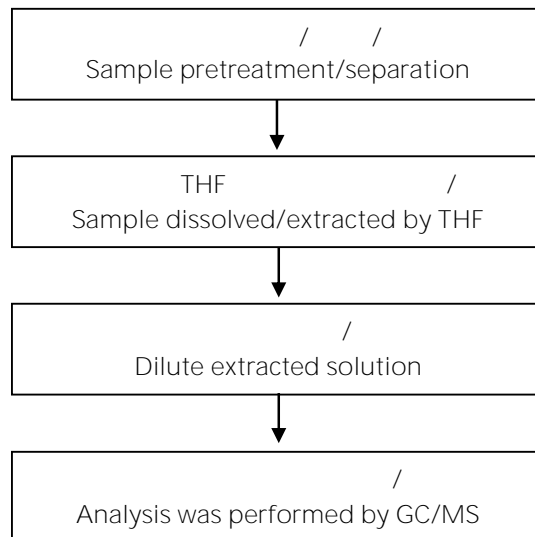 / /
Sample pretreatment/separation
THF /
Sample dissolved/extracted by THF
/
Dilute extracted solution
/
Analysis was performed by GC/MS